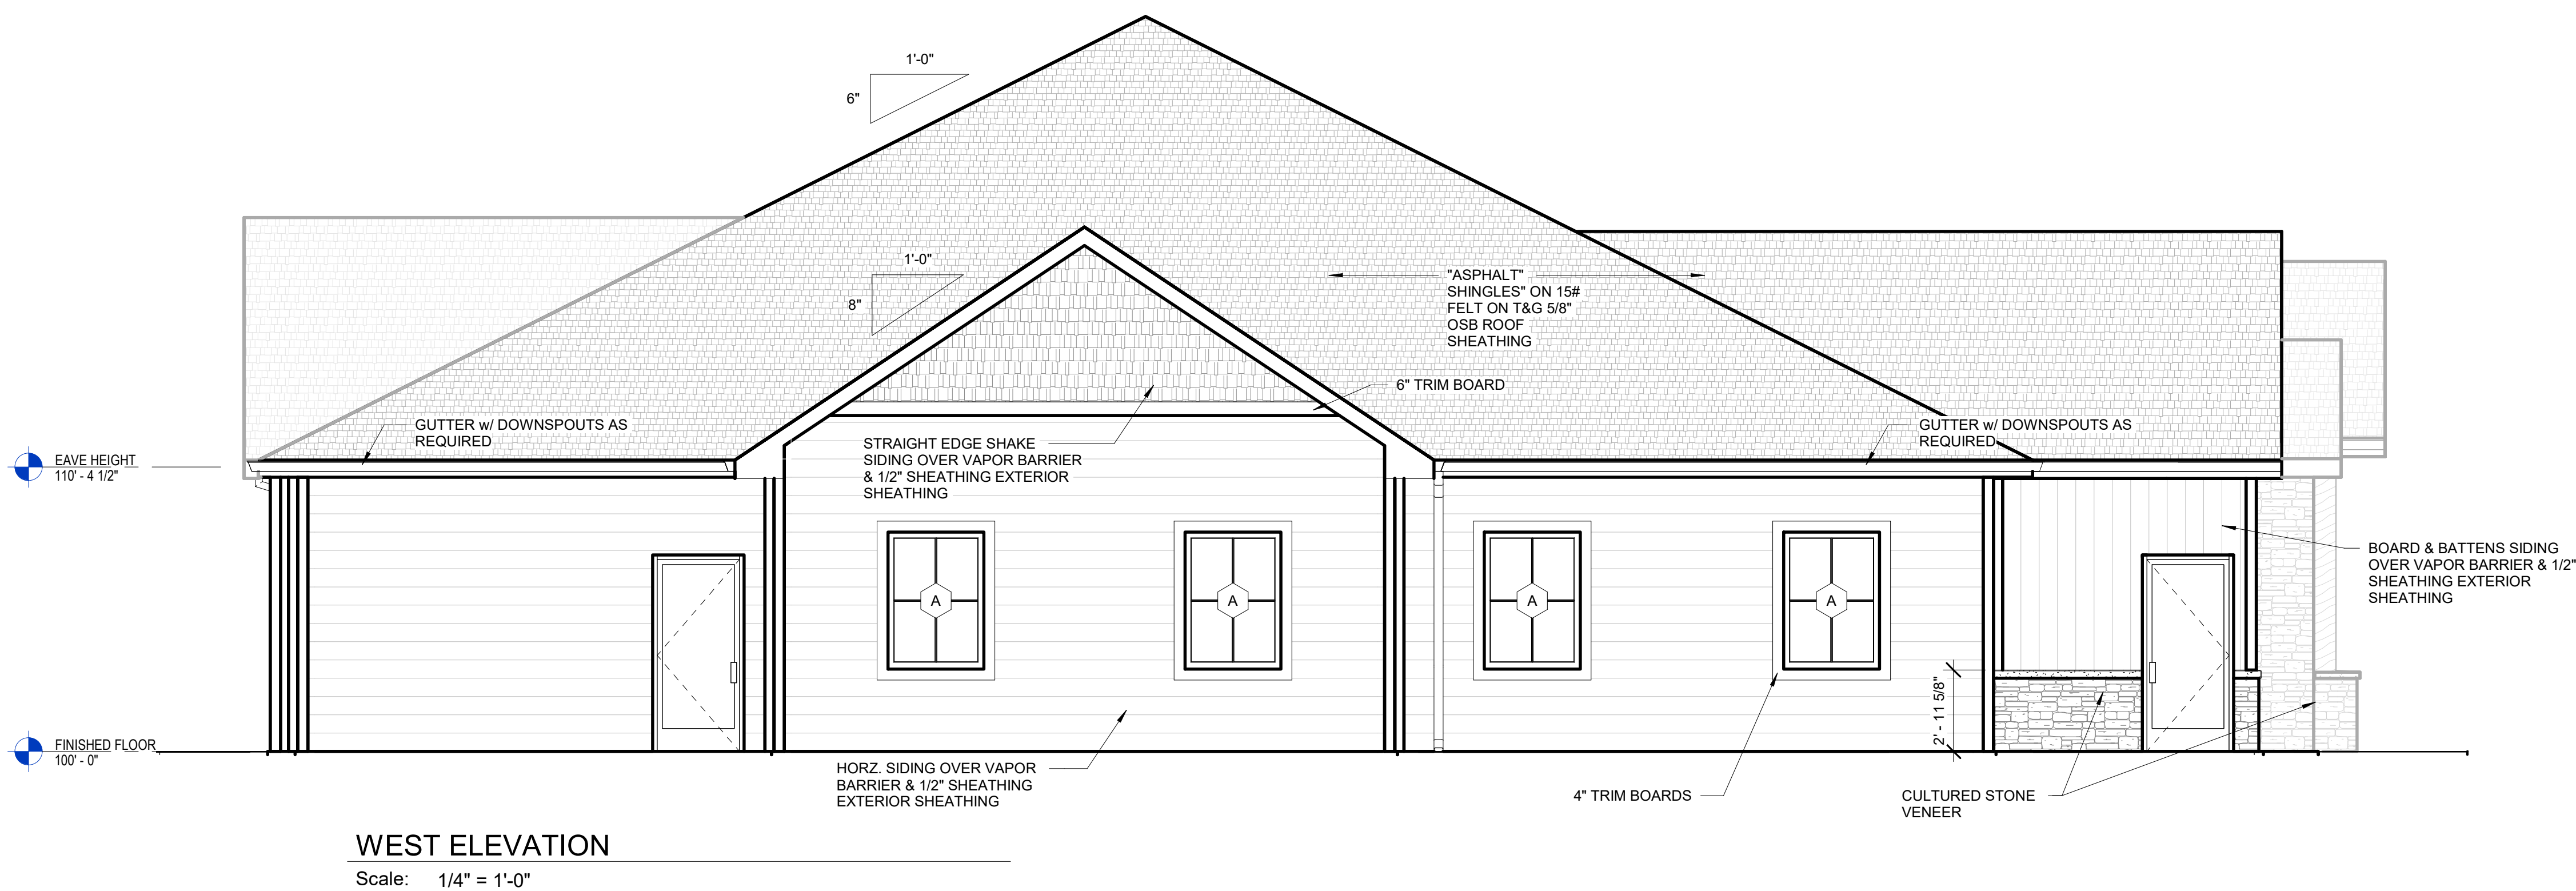 1'-0"
6"
1'-0"
8"
"ASPHALT"
SHINGLES" ON 15#
FELT ON T&G 5/8"
OSB ROOF
SHEATHING
6" TRIM BOARD
GUTTER w/ DOWNSPOUTS AS
REQUIRED
GUTTER w/ DOWNSPOUTS AS
REQUIRED
STRAIGHT EDGE SHAKE
SIDING OVER VAPOR BARRIER
& 1/2" SHEATHING EXTERIOR
SHEATHING
EAVE HEIGHT
110' - 4 1/2"
BOARD & BATTENS SIDING
OVER VAPOR BARRIER & 1/2"
SHEATHING EXTERIOR
SHEATHING
A
A
A
A
2' - 11 5/8"
FINISHED FLOOR
100' - 0"
HORZ. SIDING OVER VAPOR
BARRIER & 1/2" SHEATHING
EXTERIOR SHEATHING
4" TRIM BOARDS
CULTURED STONE
VENEER
WEST ELEVATION
Scale: 1/4" = 1'-0"